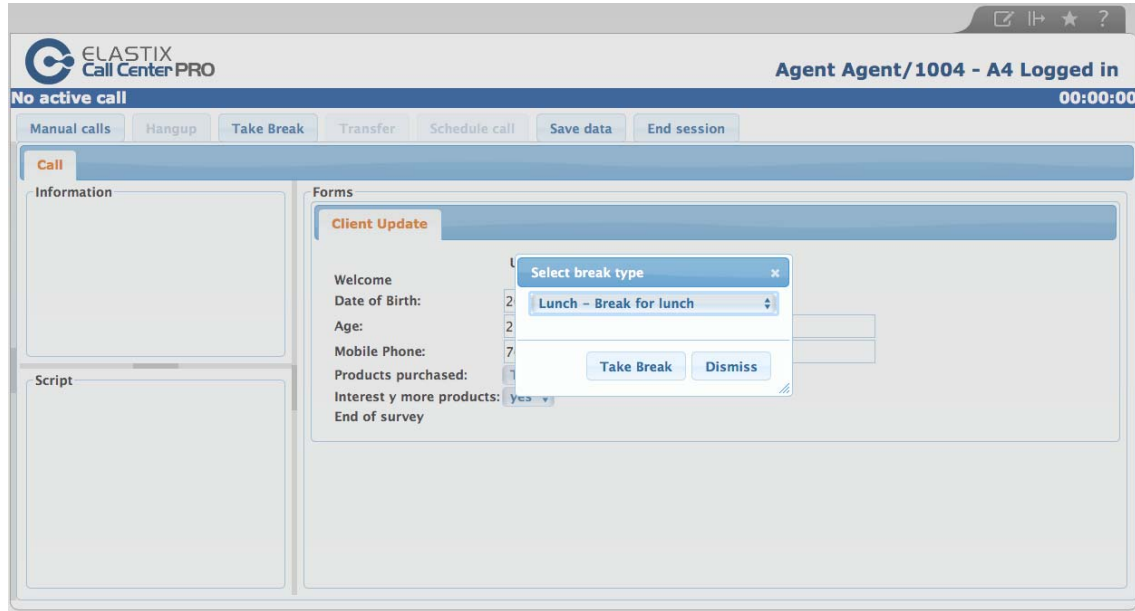 ELASTIX
Call Center PRO
Agent Agent/1004 - A4 Logged in
No active call 00:00:00
Manual calls Hangup Take Break Transfer Schedule call Save data End session
Call
Information
Forms
Client Update
Select break type
Lunch - Break for lunch
Take Break Dismiss
Welcome
Date of Birth: 2
Age: 2
Mobile Phone: 7
Products purchased:
Interest y more products: yes
End of survey
Script